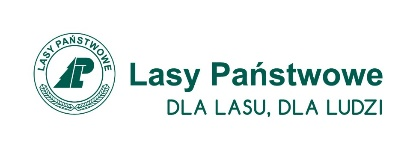 LASY PAŃSTWOWE
LP
Lasy Państwowe
DLA LASU, DLA LUDZI